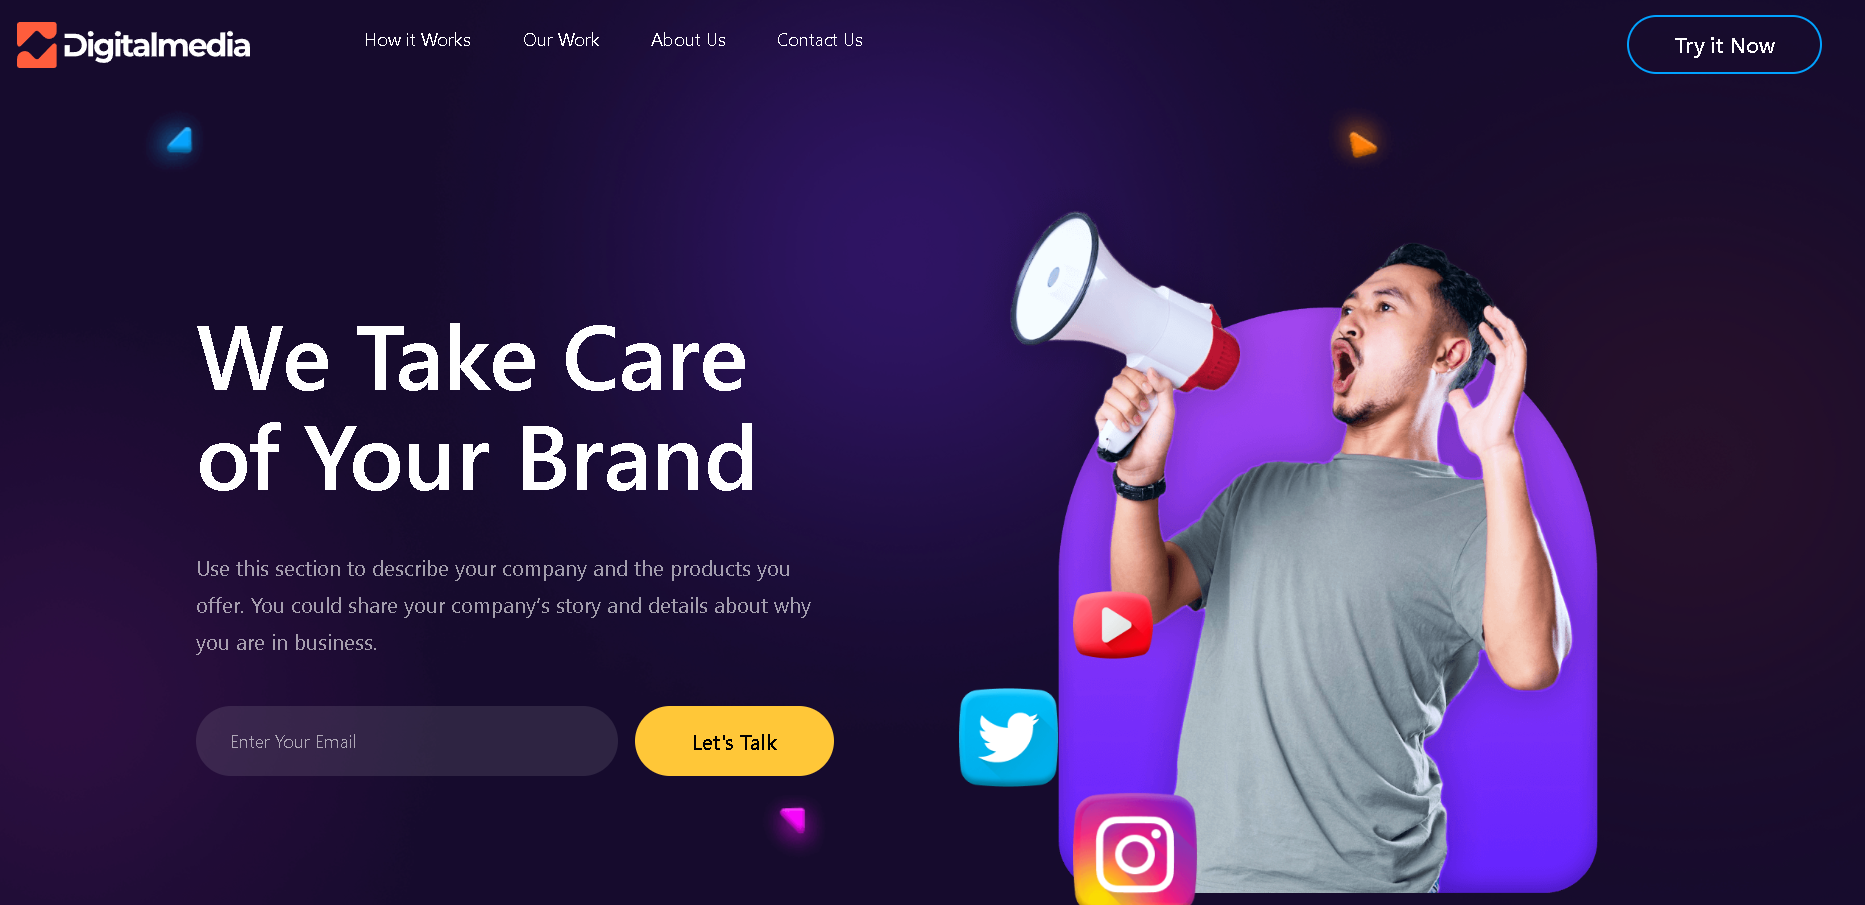 Digitalmedia
How it Works
Our Work
About Us
Contact Us
Try it Now
We Take Care
of Your Brand
Use this section to describe your company and the products you
offer. You could share your company’s story and details about why
you are in business.
Enter Your Email
Let's Talk